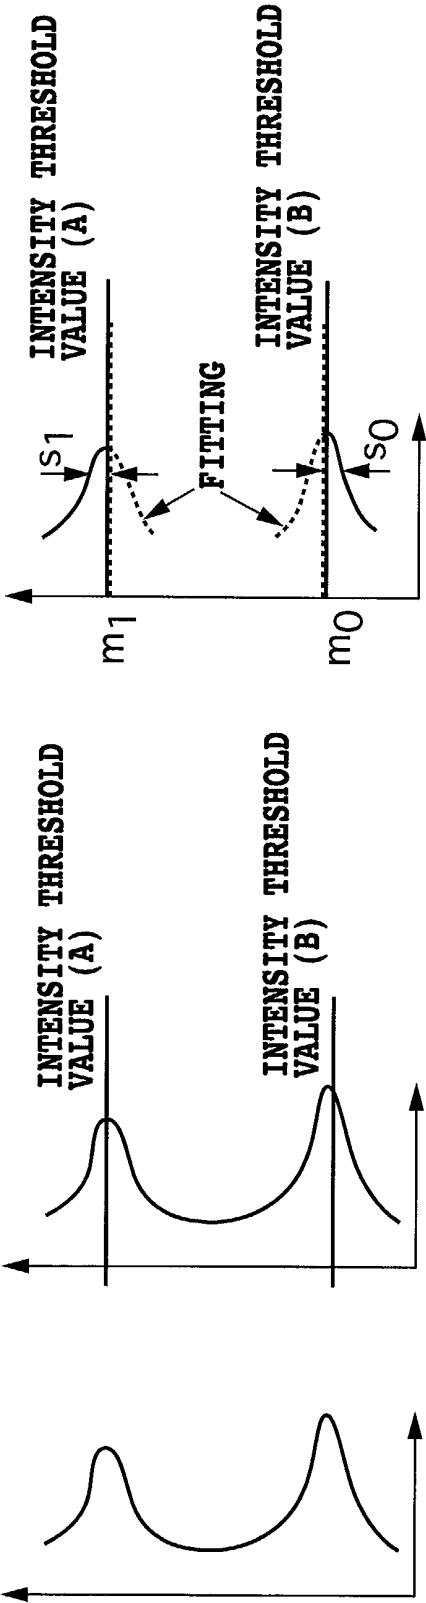 INTENSITY THRESHOLD
VALUE (A)
INTENSITY THRESHOLD
VALUE (B)
s1
FITTING
s0
m1
m0
INTENSITY THRESHOLD
VALUE (A)
INTENSITY THRESHOLD
VALUE (B)